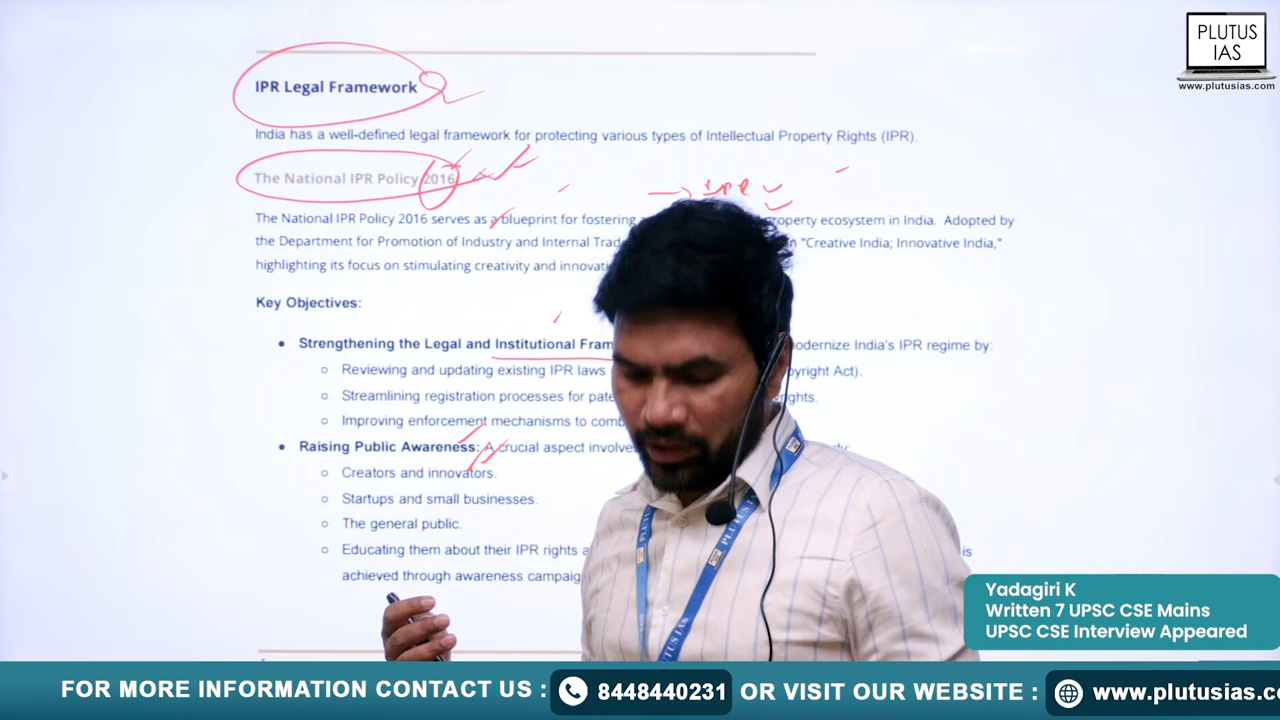 PLUTUS
IAS
www.plutusias.com
IPR Legal Framework
India has a well-defined legal framework for protecting various types of Intellectual Property Rights (IPR).
The National IPR Policy 2016
IPR
The National IPR Policy 2016 serves as a blueprint for fostering property ecosystem in India. Adopted by
the Department for Promotion of Industry and Internal Trad "Creative India; Innovative India,"
highlighting its focus on stimulating creativity and innovati
Key Objectives:
• Strengthening the Legal and Institutional Fram odernize India's IPR regime by:
○ Reviewing and updating existing IPR laws pyright Act).
○ Streamlining registration processes for pate ghts.
○ Improving enforcement mechanisms to comb
• Raising Public Awareness: A crucial aspect involve
○ Creators and innovators.
○ Startups and small businesses.
○ The general public.
○ Educating them about their IPR rights a is
achieved through awareness campaig
PLUTUS IAS
Yadagiri K
Written 7 UPSC CSE Mains
UPSC CSE Interview Appeared
FOR MORE INFORMATION CONTACT US : 8448440231 OR VISIT OUR WEBSITE : www.plutusias.co